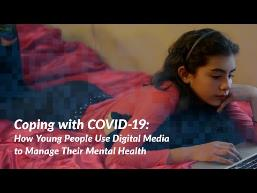 Coping with COVID-19:
How Young People Use Digital Media
to Manage Their Mental Health